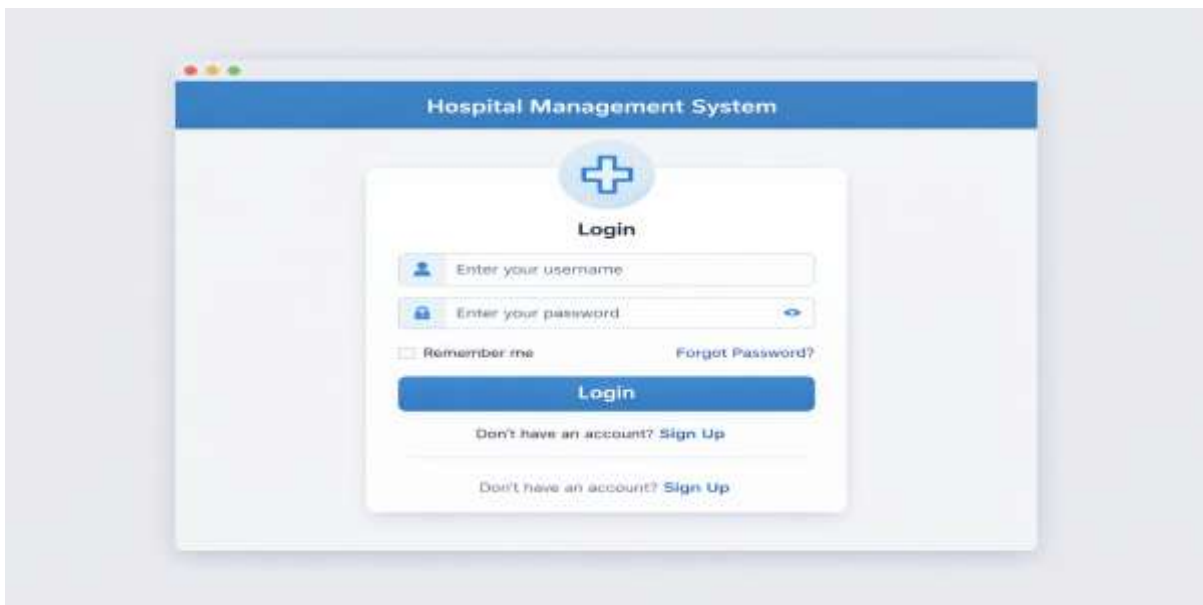 Hospital Management System
Login
Enter your username
Enter your password
Remember me Forgot Password?
Login
Don't have an account? Sign Up
Don't have an account? Sign Up